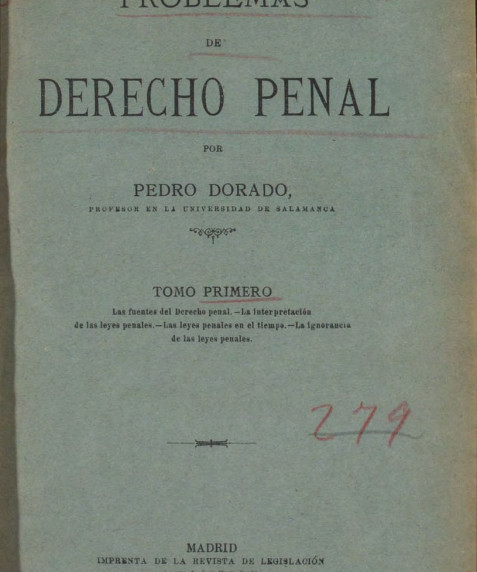 PROBLEMAS
DE
DERECHO PENAL
POR
PEDRO DORADO,
PROFESOR EN LA UNIVERSIDAD DE SALAMANCA
TOMO PRIMERO
Las fuentes del Derecho penal.—La interpretación
de las leyes penales.—Las leyes penales en el tiempo.—La ignorancia
de las leyes penales.
279
MADRID
IMPRENTA DE LA REVISTA DE LEGISLACIÓN